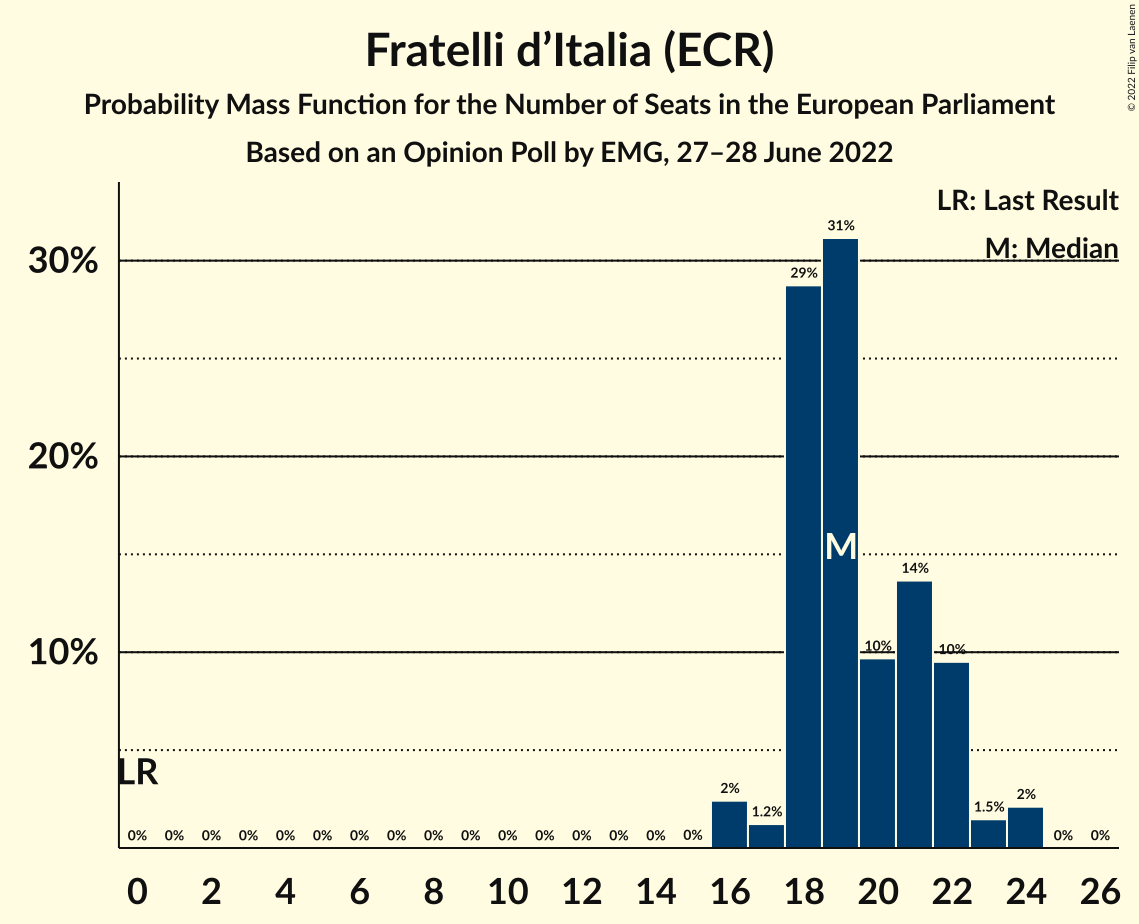 Fratelli d’Italia (ECR)
Probability Mass Function for the Number of Seats in the European Parliament
Based on an Opinion Poll by EMG, 27–28 June 2022
© 2022 Filip van Laenen
LR: Last Result
M: Median
30%
20%
10%
31%
29%
M
14%
10%
10%
LR
2%
1.2%
1.5%
2%
0% 0% 0% 0% 0% 0% 0% 0% 0% 0% 0% 0% 0% 0% 0% 0% 0% 0%
0 2 4 6 8 10 12 14 16 18 20 22 24 26